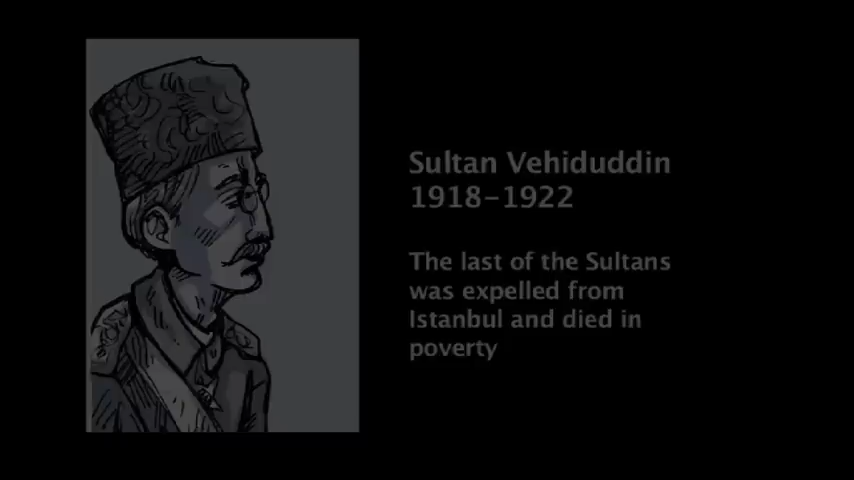 Sultan Vehiduddin
1918-1922
The last of the Sultans
was expelled from
Istanbul and died in
poverty